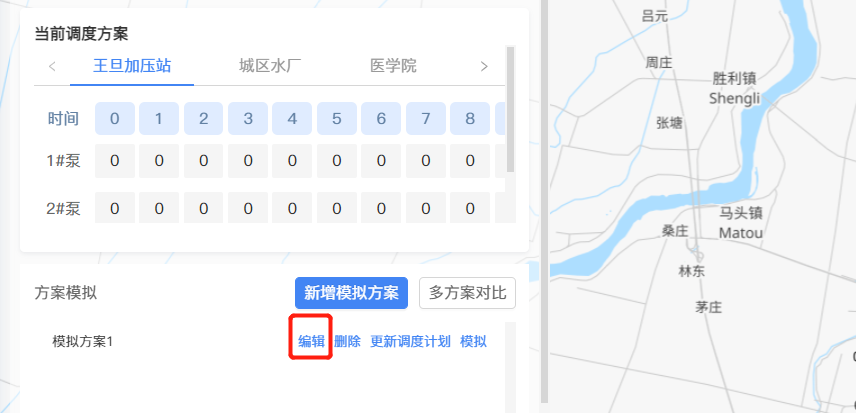 当前调度方案
< 王旦加压站 城区水厂 医学院 >
时间 0 1 2 3 4 5 6 7 8
1#泵 0 0 0 0 0 0 0 0 0
2#泵 0 0 0 0 0 0 0 0 0
方案模拟 新增模拟方案 多方案对比
模拟方案1 编辑 删除 更新调度计划 模拟
吕元
周庄
胜利镇
Shengli
张塘
马头镇
Matou
桑庄
林东
茅庄